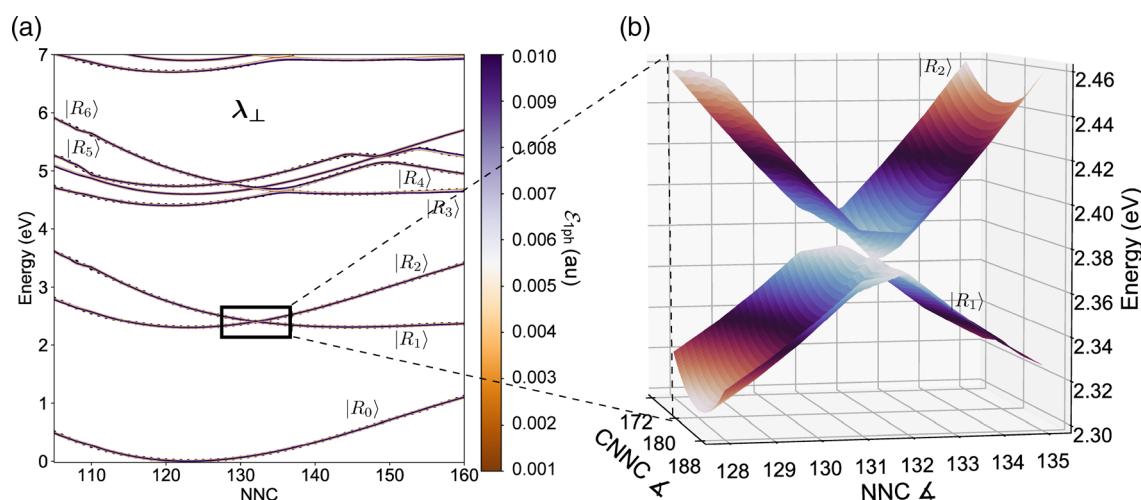 (a)
7
6
5
4
3
2
1
0
Energy (eV)
110
120
130
140
150
160
NNC
λ⊥
|R₆⟩
|R₅⟩
|R₄⟩
|R₃⟩
|R₂⟩
|R₁⟩
|R₀⟩
0.010
0.009
0.008
0.007
0.006
0.005
0.004
0.003
0.002
0.001
ℰ₁ₚₕ (au)
(b)
|R₂⟩
|R₁⟩
2.46
2.44
2.42
2.40
2.38
2.36
2.34
2.32
2.30
Energy (eV)
172
180
188
CNNC ∡
128
129
130
131
132
133
134
135
NNC ∡